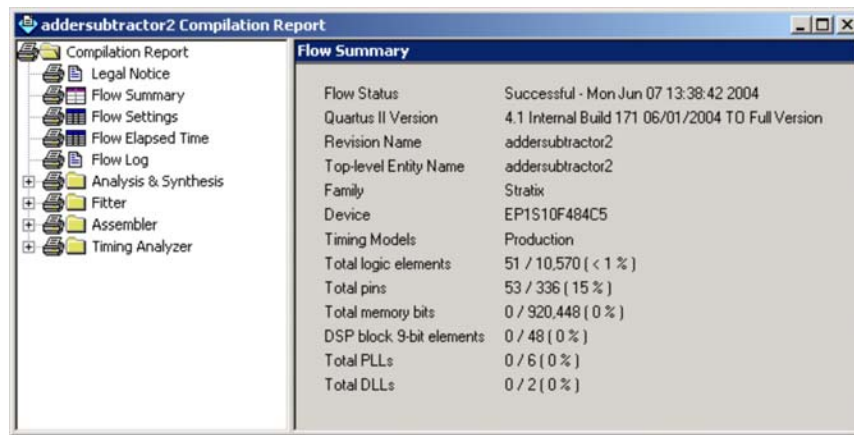 addersubtractor2 Compilation Report
Compilation Report
Legal Notice
Flow Summary
Flow Settings
Flow Elapsed Time
Flow Log
Analysis & Synthesis
Fitter
Assembler
Timing Analyzer
Flow Summary
Flow Status Successful - Mon Jun 07 13:38:42 2004
Quartus II Version 4.1 Internal Build 171 06/01/2004 TO Full Version
Revision Name addersubtractor2
Top-level Entity Name addersubtractor2
Family Stratix
Device EP1S10F484C5
Timing Models Production
Total logic elements 51 / 10,570 ( < 1 % )
Total pins 53 / 336 ( 15 % )
Total memory bits 0 / 920,448 ( 0 % )
DSP block 9-bit elements 0 / 48 ( 0 % )
Total PLLs 0 / 6 ( 0 % )
Total DLLs 0 / 2 ( 0 % )